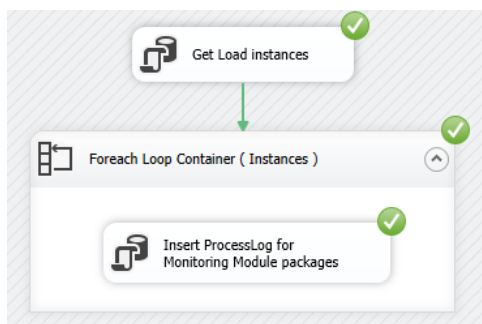 Get Load instances
Foreach Loop Container ( Instances )
Insert ProcessLog for
Monitoring Module packages